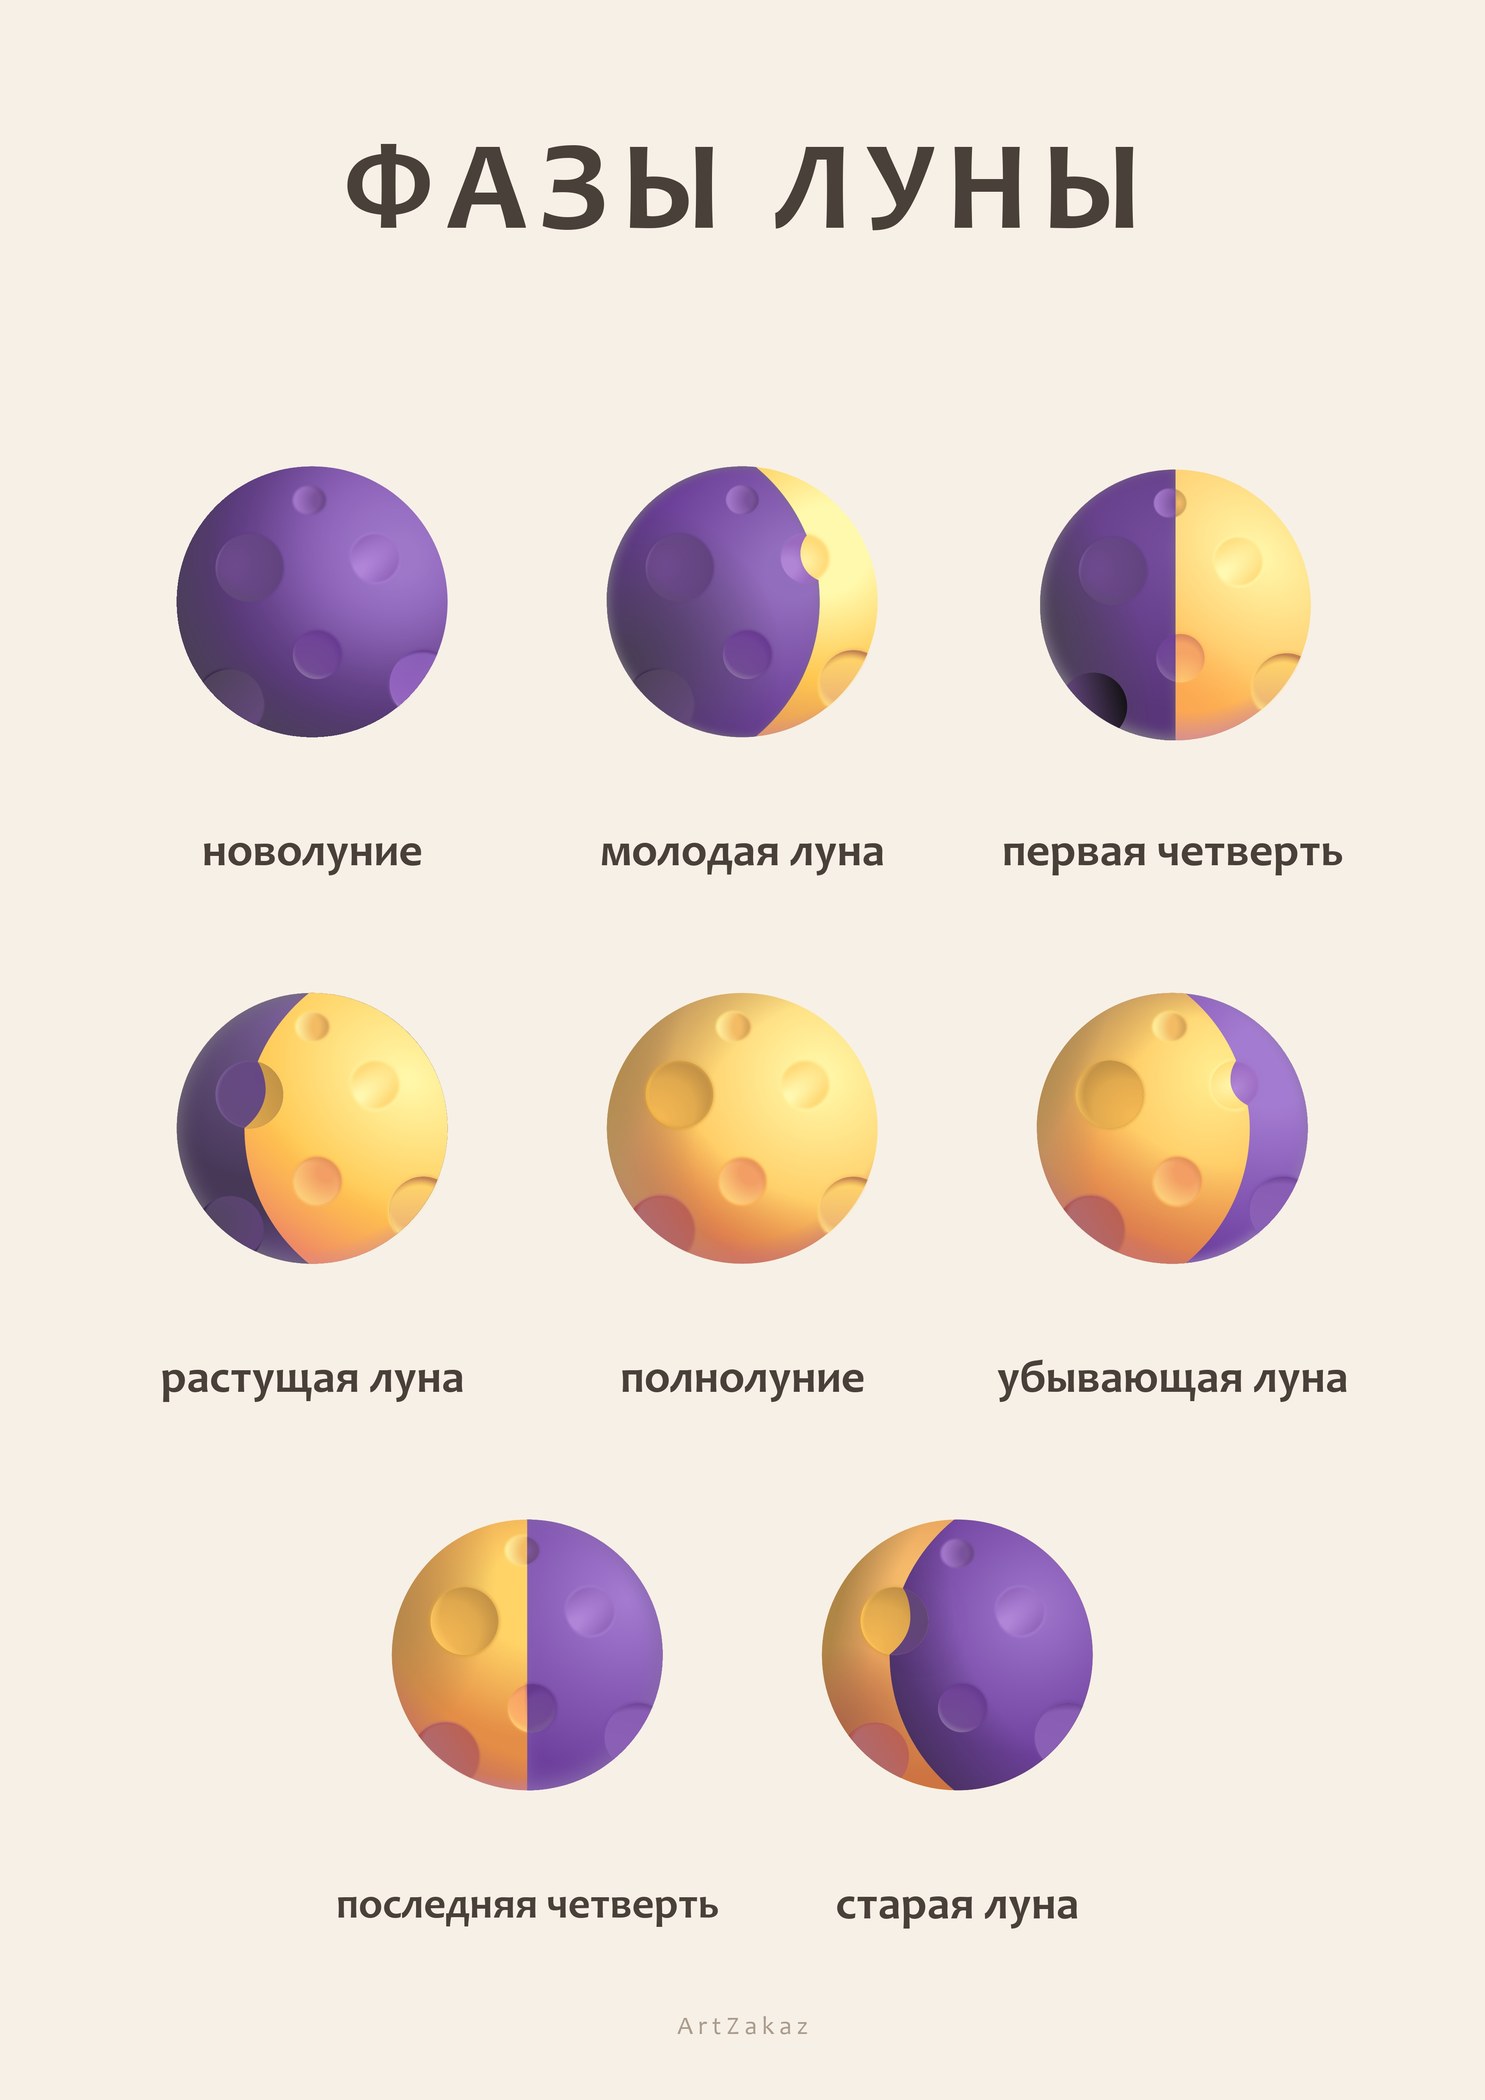 ФАЗЫ ЛУНЫ
новолуние
молодая луна
первая четверть
растущая луна
полнолуние
убывающая луна
последняя четверть
старая луна
ArtZakaz